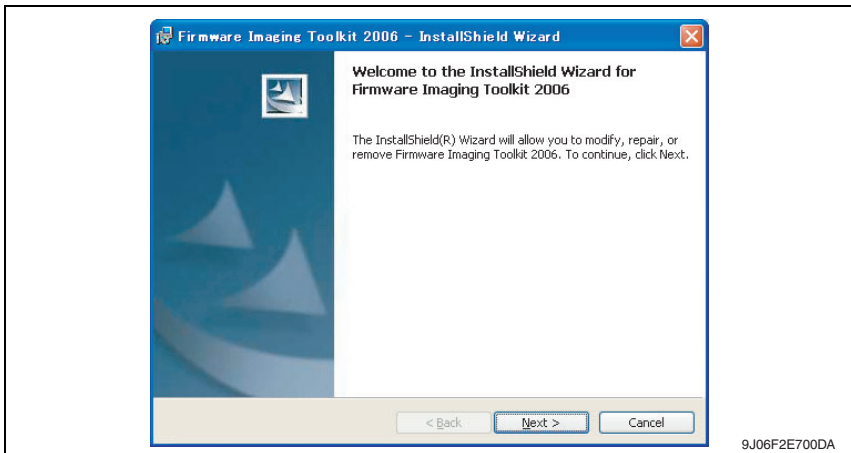 Firmware Imaging Toolkit 2006 - InstallShield Wizard
Welcome to the InstallShield Wizard for
Firmware Imaging Toolkit 2006
The InstallShield(R) Wizard will allow you to modify, repair, or
remove Firmware Imaging Toolkit 2006. To continue, click Next.
< Back Next > Cancel
9J06F2E700DA